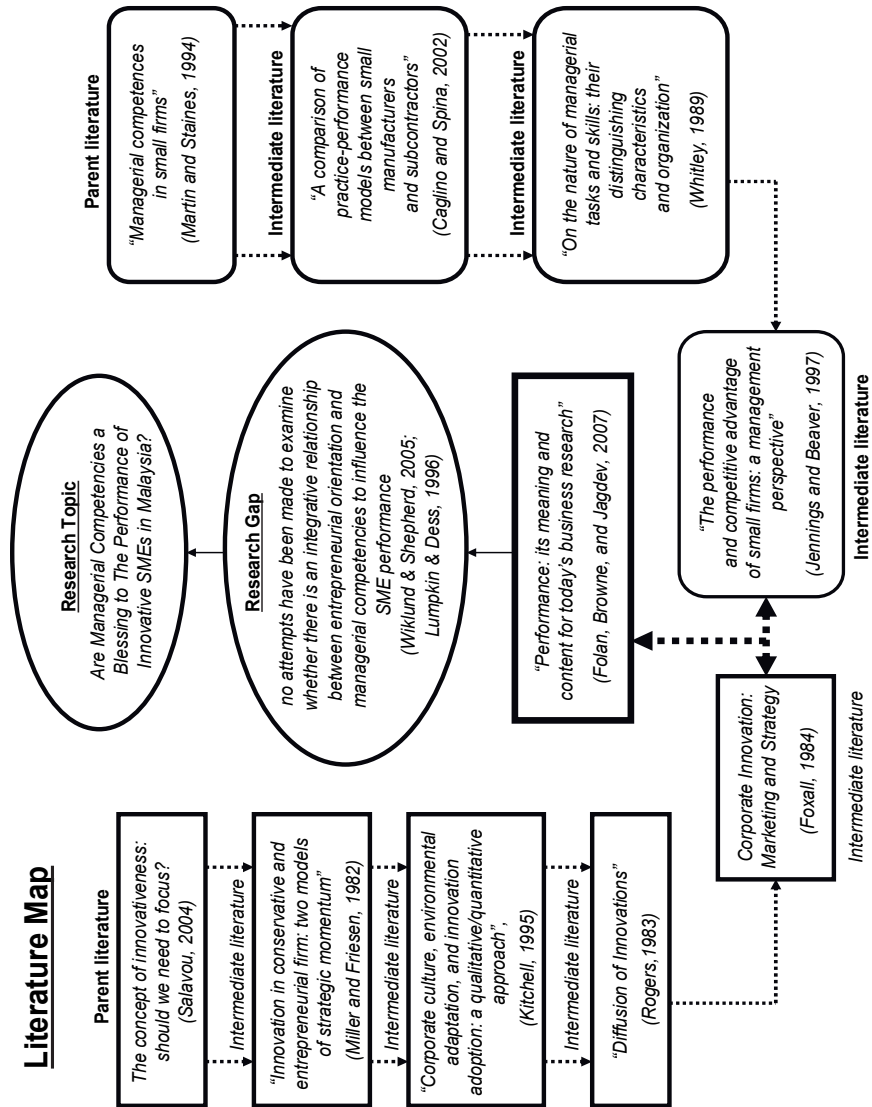 Literature Map
Parent literature
The concept of innovativeness:
should we need to focus?
(Salavou, 2004)
Intermediate literature
“Innovation in conservative and
entrepreneurial firm: two models
of strategic momentum”
(Miller and Friesen, 1982)
Intermediate literature
“Corporate culture, environmental
adaptation, and innovation
adoption: a qualitative/quantitative
approach”,
(Kitchell, 1995)
Intermediate literature
“Diffusion of Innovations”
(Rogers,1983)
Corporate Innovation:
Marketing and Strategy
(Foxall, 1984)
Intermediate literature
Research Topic
Are Managerial Competencies a
Blessing to The Performance of
Innovative SMEs in Malaysia?
Research Gap
no attempts have been made to examine
whether there is an integrative relationship
between entrepreneurial orientation and
managerial competencies to influence the
SME performance
(Wiklund & Shepherd, 2005;
Lumpkin & Dess, 1996)
“Performance: its meaning and
content for today’s business research”
(Folan, Browne, and Jagdev, 2007)
“The performance
and competitive advantage
of small firms: a management
perspective”
(Jennings and Beaver, 1997)
Intermediate literature
Parent literature
“Managerial competences
in small firms”
(Martin and Staines, 1994)
Intermediate literature
“A comparison of
practice-performance
models between small
manufacturers
and subcontractors”
(Caglino and Spina, 2002)
Intermediate literature
“On the nature of managerial
tasks and skills: their
distinguishing
characteristics
and organization”
(Whitley, 1989)